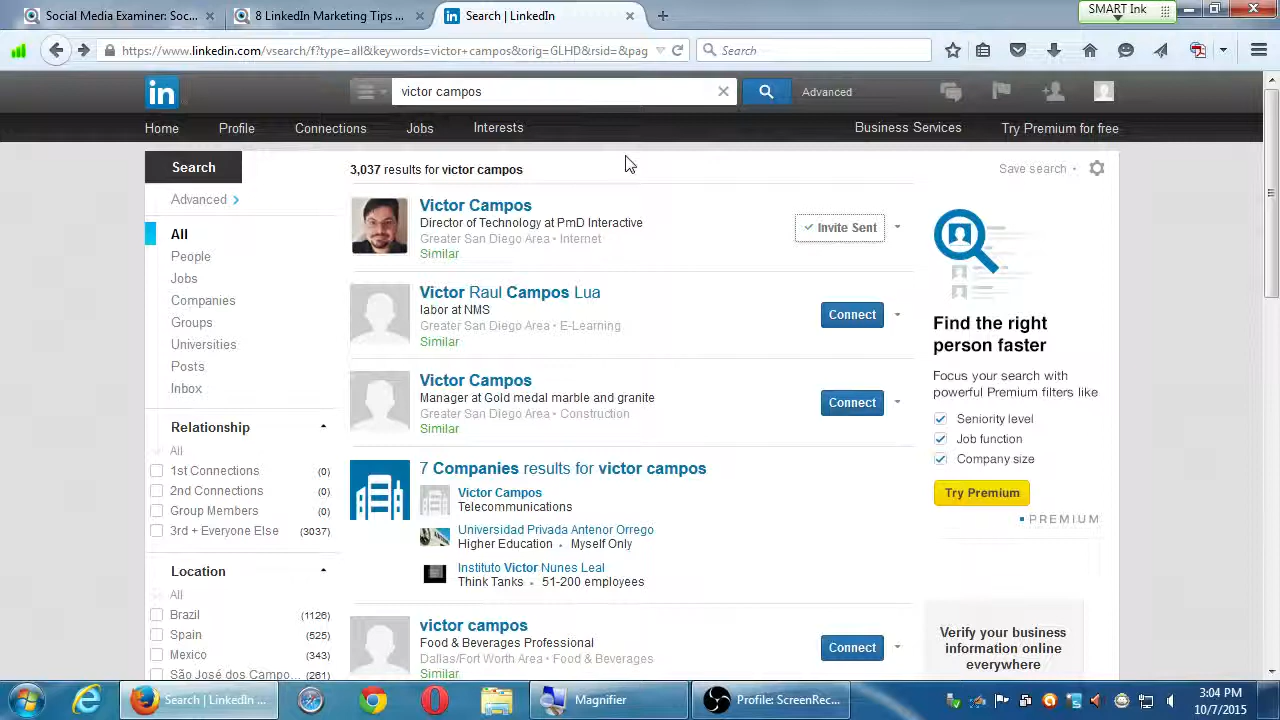 Social Media Examiner: Soc...
8 LinkedIn Marketing Tips ...
Search | LinkedIn
SMART Ink
https://www.linkedin.com/vsearch/f?type=all&keywords=victor+campos&orig=GLHD&rsid=&pag
Search
in
victor campos
Advanced
Home
Profile
Connections
Jobs
Interests
Business Services
Try Premium for free
Search
Advanced
All
People
Jobs
Companies
Groups
Universities
Posts
Inbox
Relationship
All
1st Connections (0)
2nd Connections (0)
Group Members (0)
3rd + Everyone Else (3037)
Location
All
Brazil (1126)
Spain (525)
Mexico (343)
São José dos Campo... (261)
3,037 results for victor campos
Save search
Victor Campos
Director of Technology at PmD Interactive
Greater San Diego Area • Internet
Similar
Invite Sent
Victor Raul Campos Lua
labor at NMS
Greater San Diego Area • E-Learning
Similar
Connect
Victor Campos
Manager at Gold medal marble and granite
Greater San Diego Area • Construction
Similar
Connect
7 Companies results for victor campos
Victor Campos
Telecommunications
Universidad Privada Antenor Orrego
Higher Education • Myself Only
Instituto Victor Nunes Leal
Think Tanks • 51-200 employees
victor campos
Food & Beverages Professional
Dallas/Fort Worth Area • Food & Beverages
Similar
Connect
Find the right
person faster
Focus your search with
powerful Premium filters like
Seniority level
Job function
Company size
Try Premium
PREMIUM
Verify your business
information online
everywhere
Search | LinkedIn ...
Magnifier
Profile: ScreenRec...
3:04 PM
10/7/2015